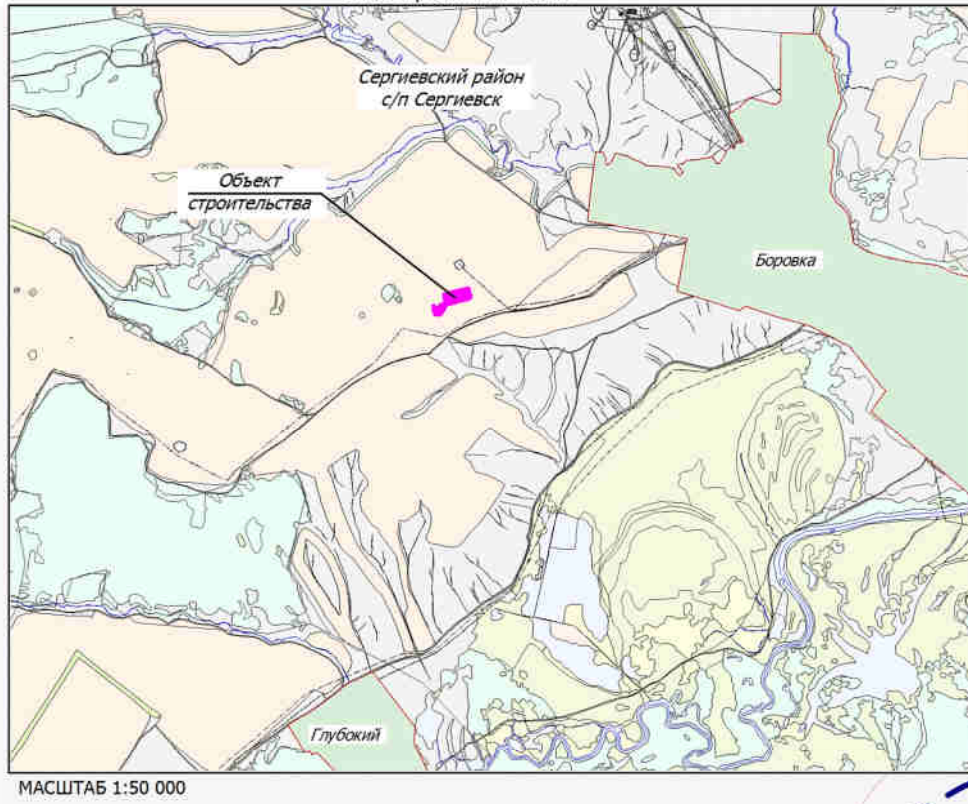 Сергиевский район
с/п Сергиевск
Объект
строительства
Боровка
Глубокий
МАСШТАБ 1:50 000